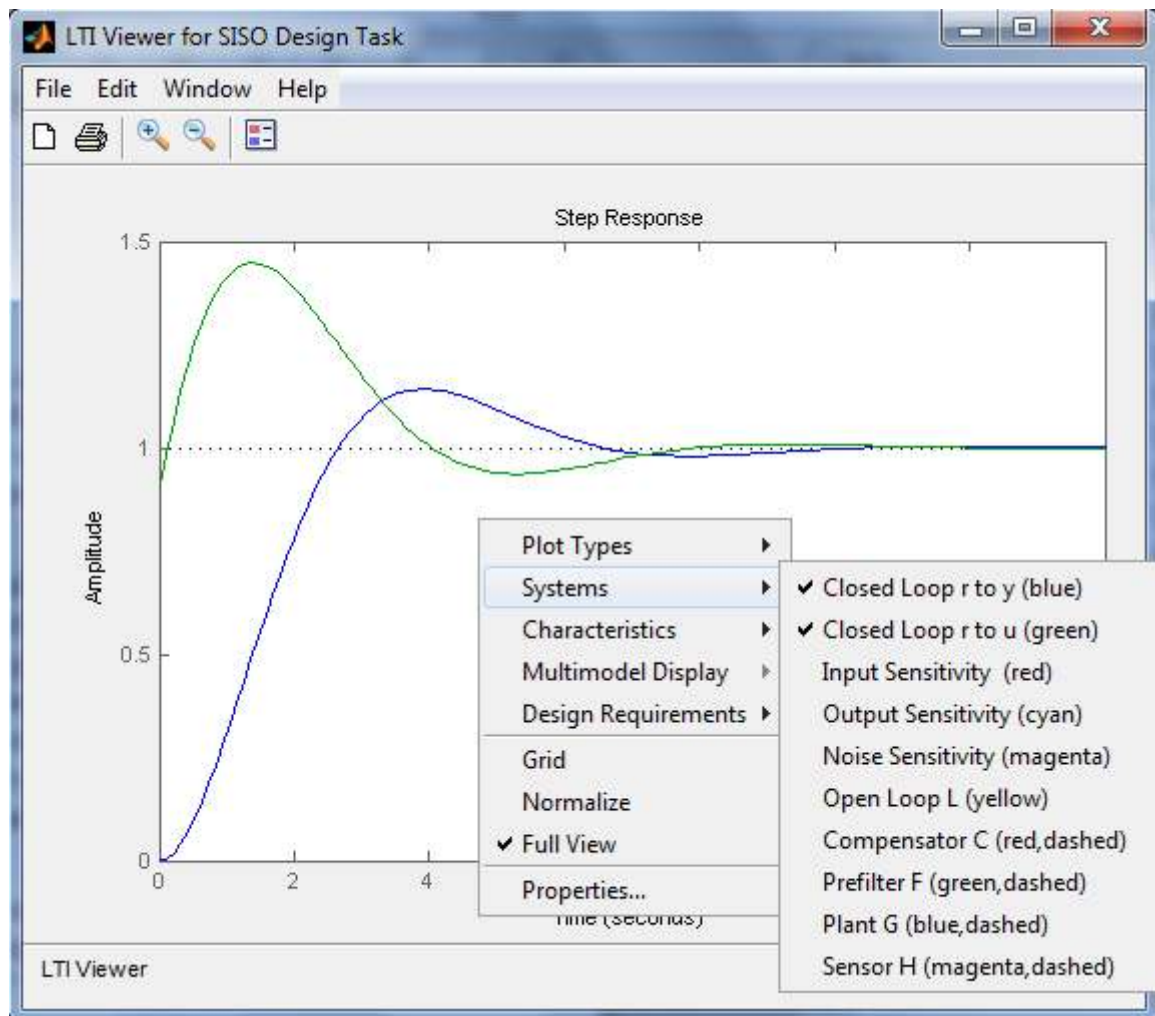 LTI Viewer for SISO Design Task
File Edit Window Help
Step Response
1.5
1
0.5
0
Amplitude
0 2 4
Time (seconds)
Plot Types
Systems
Characteristics
Multimodel Display
Design Requirements
Grid
Normalize
Full View
Properties...
Closed Loop r to y (blue)
Closed Loop r to u (green)
Input Sensitivity (red)
Output Sensitivity (cyan)
Noise Sensitivity (magenta)
Open Loop L (yellow)
Compensator C (red,dashed)
Prefilter F (green,dashed)
Plant G (blue,dashed)
Sensor H (magenta,dashed)
LTI Viewer